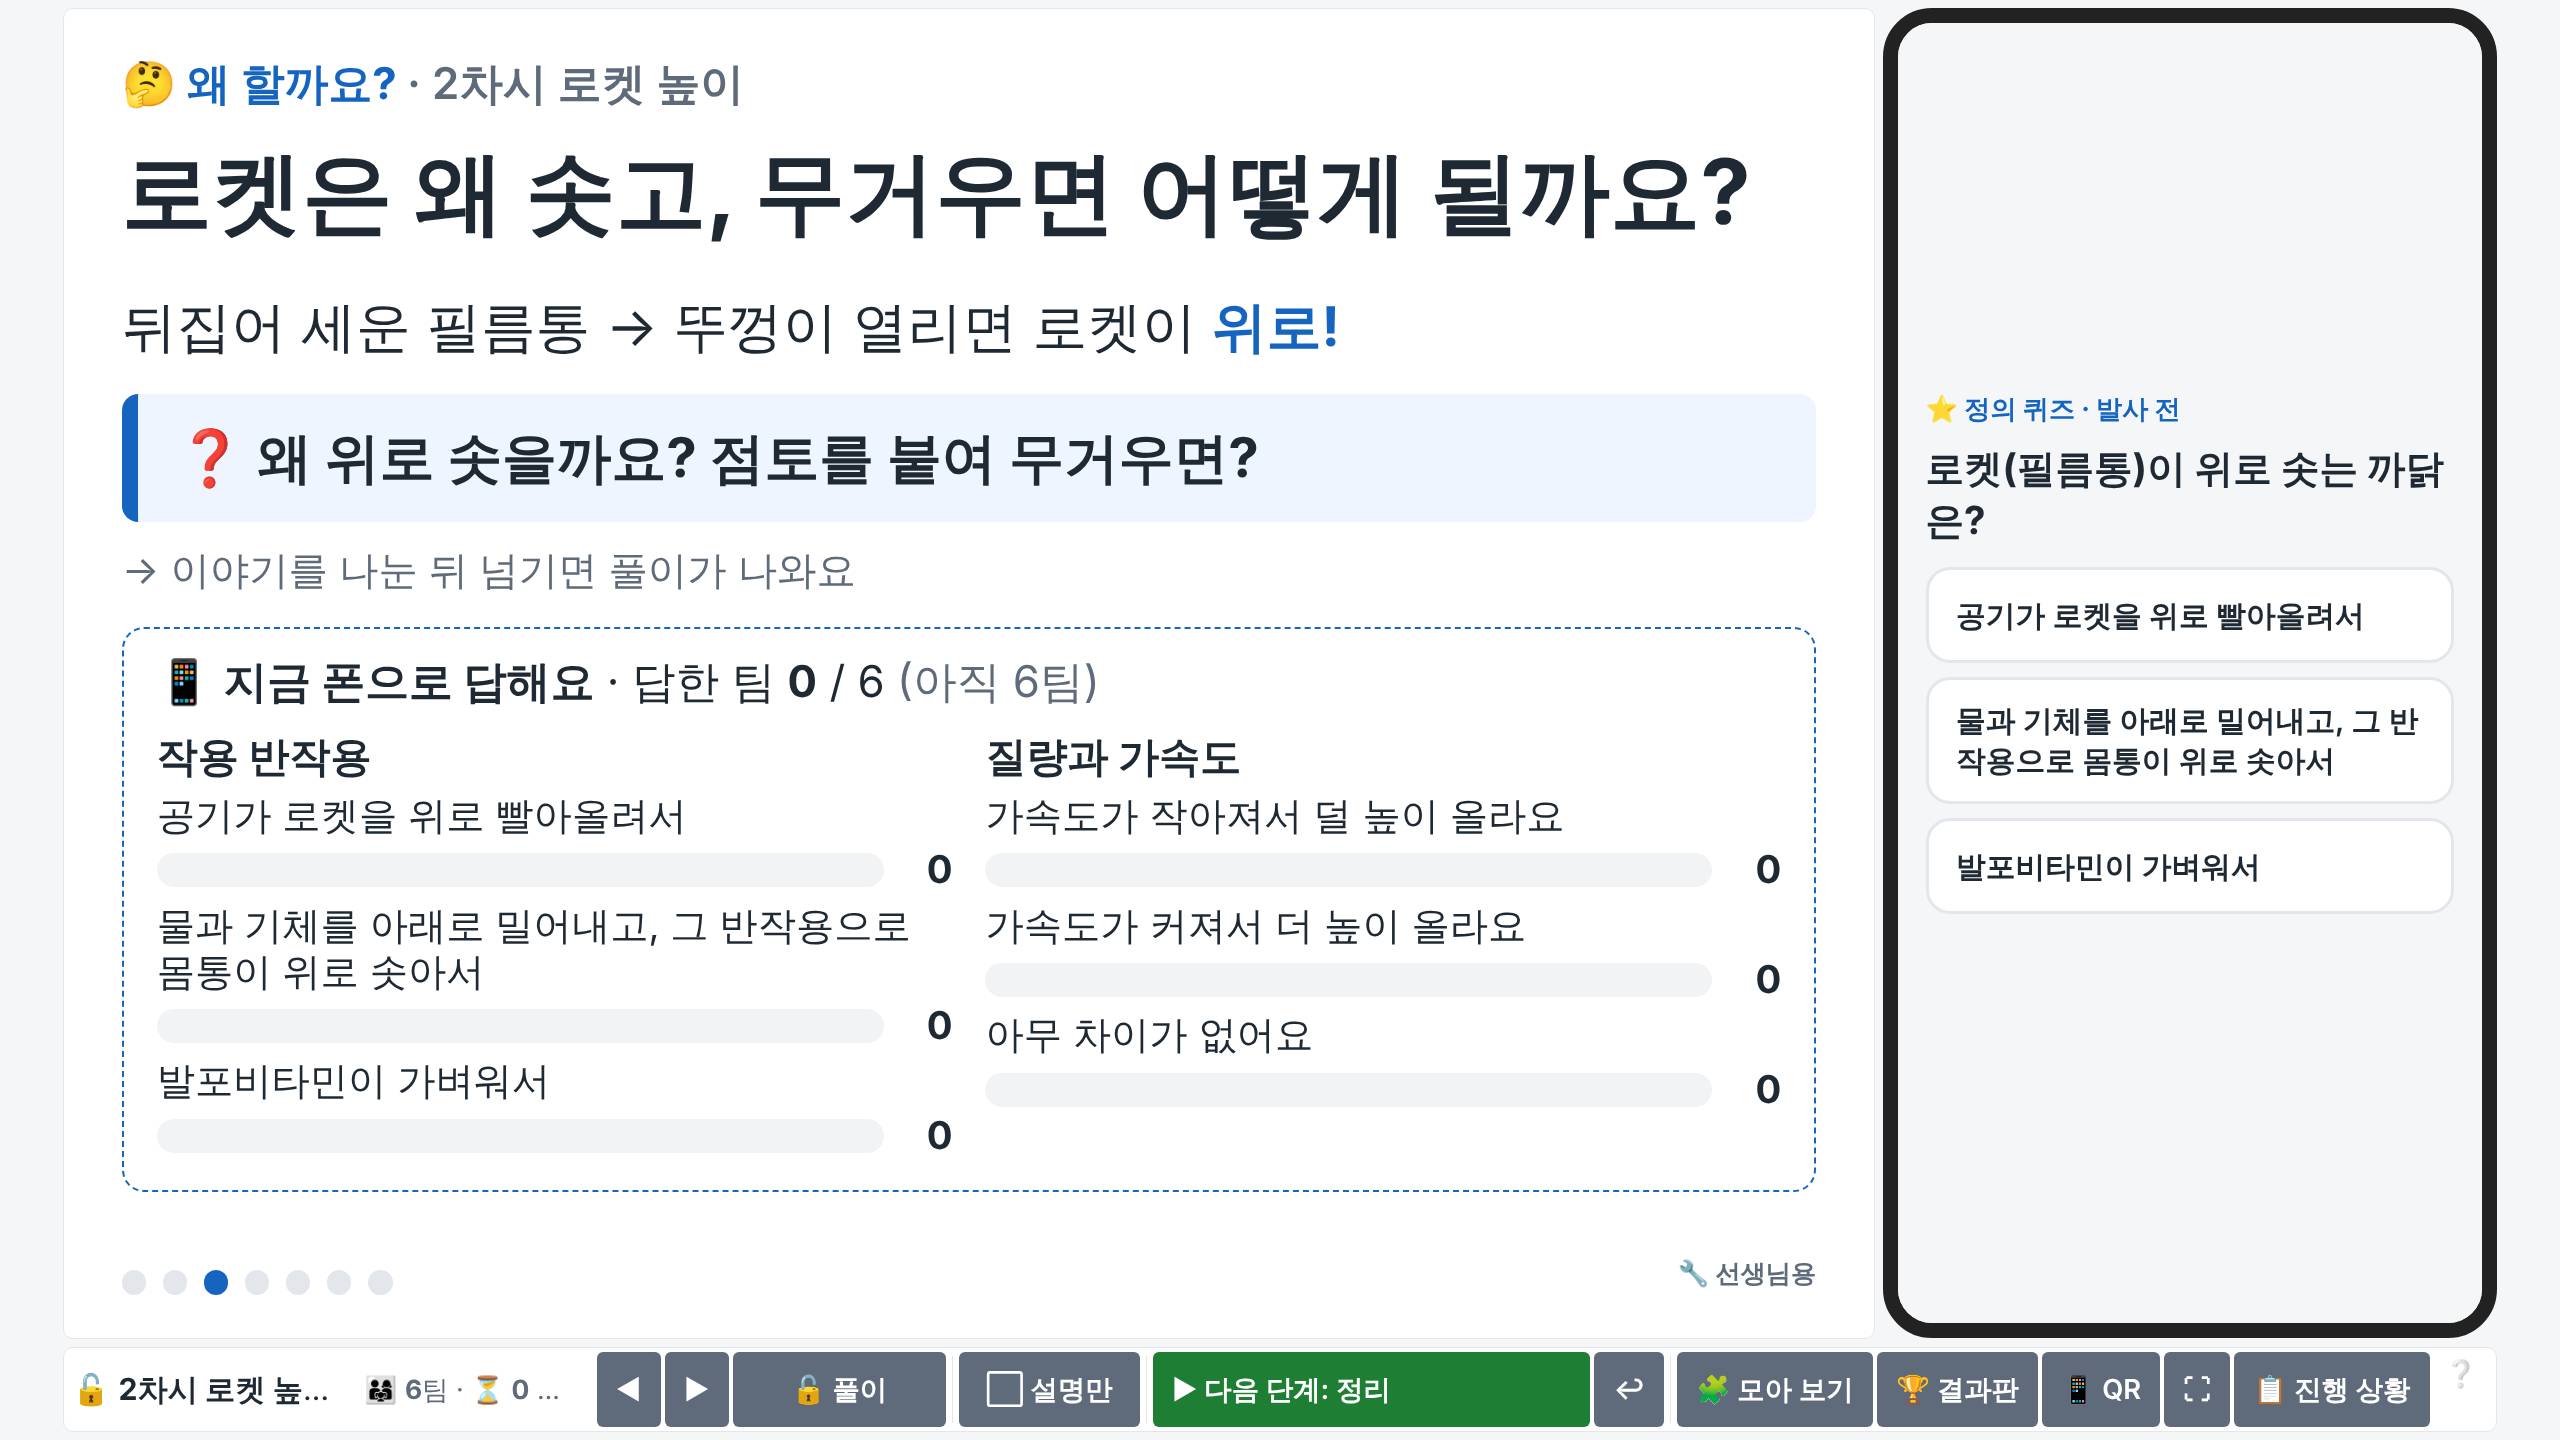 🤔 왜 할까요? · 2차시 로켓 높이
로켓은 왜 솟고, 무거우면 어떻게 될까요?
뒤집어 세운 필름통 → 뚜껑이 열리면 로켓이 위로!
❓ 왜 위로 솟을까요? 점토를 붙여 무거우면?
→ 이야기를 나눈 뒤 넘기면 풀이가 나와요
📱 지금 폰으로 답해요 · 답한 팀 0 / 6 (아직 6팀)
작용 반작용
공기가 로켓을 위로 빨아올려서
0
물과 기체를 아래로 밀어내고, 그 반작용으로
몸통이 위로 솟아서
0
발포비타민이 가벼워서
0
질량과 가속도
가속도가 작아져서 덜 높이 올라요
0
가속도가 커져서 더 높이 올라요
0
아무 차이가 없어요
0
🔧 선생님용
⭐ 정의 퀴즈 · 발사 전
로켓(필름통)이 위로 솟는 까닭
은?
공기가 로켓을 위로 빨아올려서
물과 기체를 아래로 밀어내고, 그 반
작용으로 몸통이 위로 솟아서
발포비타민이 가벼워서
🔓 2차시 로켓 높... 👨‍👩‍👧 6팀 · ⏳ 0 ... ◀ ▶ 🔓 풀이 설명만 ▶ 다음 단계: 정리 ↩ 🧩 모아 보기 🏆 결과판 📱 QR ⛶ 📋 진행 상황 ❔